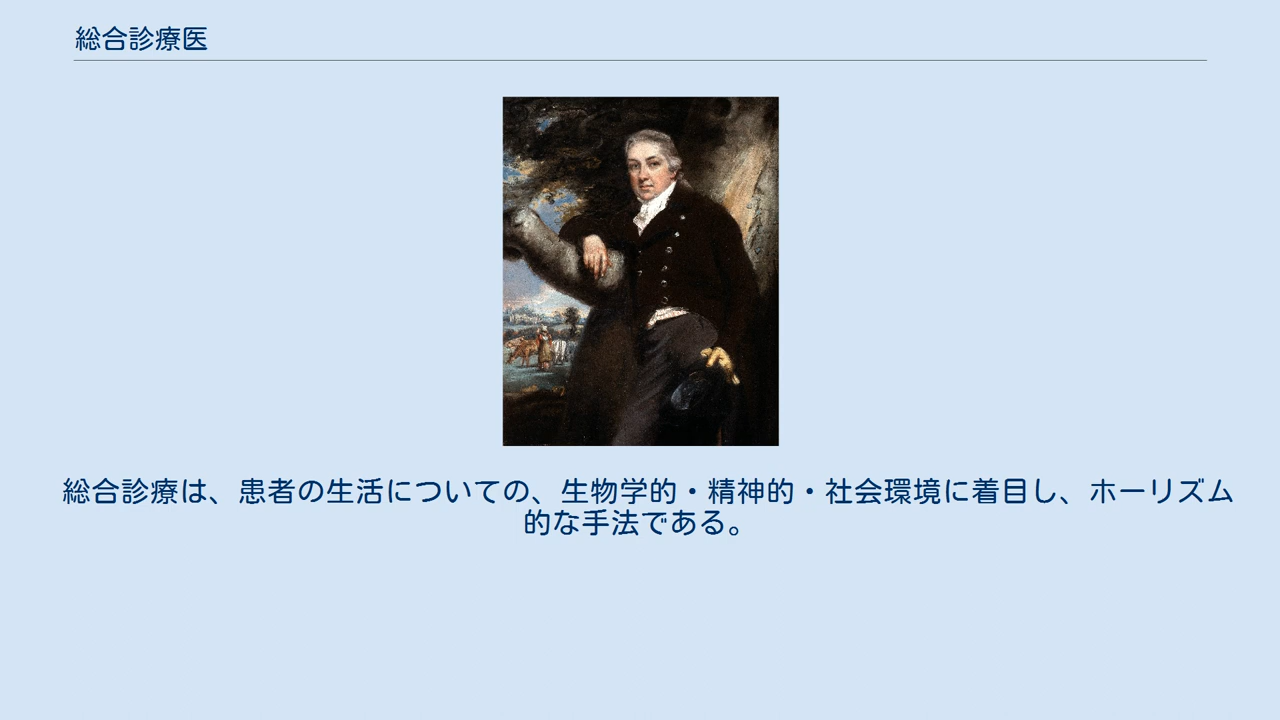 総合診療医
総合診療は、患者の生活についての、生物学的・精神的・社会環境に着目し、ホーリズム
的な手法である。